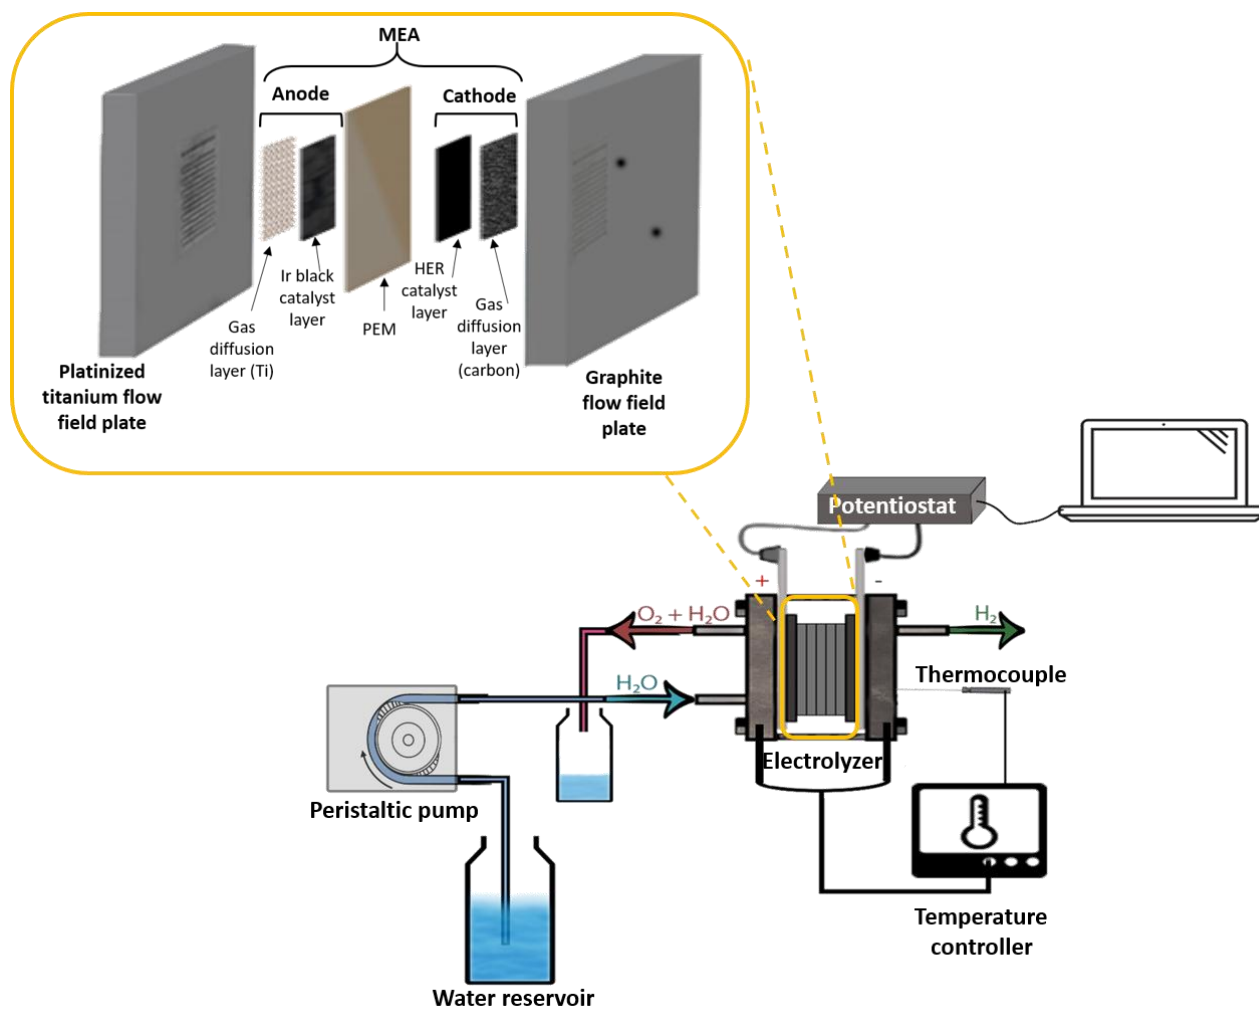 MEA
Anode
Cathode
Ir black
catalyst
layer
HER
catalyst
layer
Gas
diffusion
layer (Ti)
PEM
Gas
diffusion
layer
(carbon)
Platinized
titanium flow
field plate
Graphite
flow field
plate
Potentiostat
+
-
O₂ + H₂O
H₂
H₂O
Thermocouple
Electrolyzer
Peristaltic pump
Temperature
controller
Water reservoir